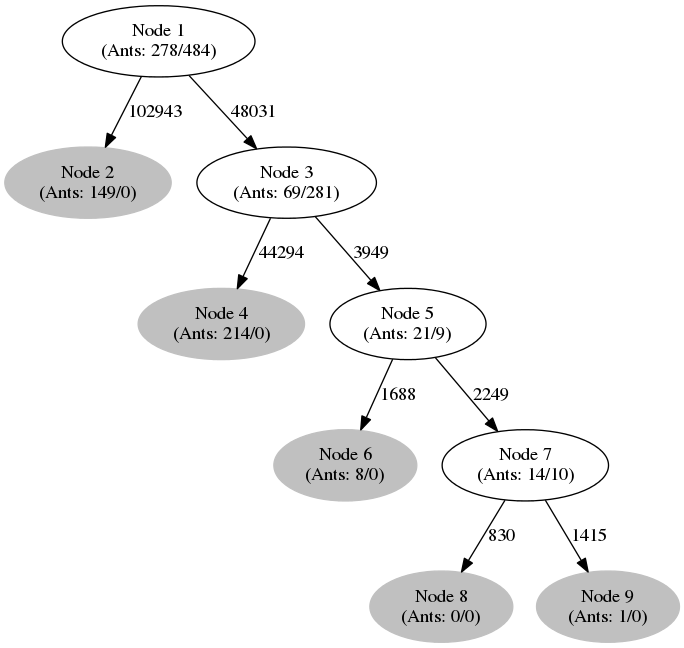 Node 1
(Ants: 278/484)
102943
48031
Node 2
(Ants: 149/0)
Node 3
(Ants: 69/281)
44294
3949
Node 4
(Ants: 214/0)
Node 5
(Ants: 21/9)
1688
2249
Node 6
(Ants: 8/0)
Node 7
(Ants: 14/10)
830
1415
Node 8
(Ants: 0/0)
Node 9
(Ants: 1/0)